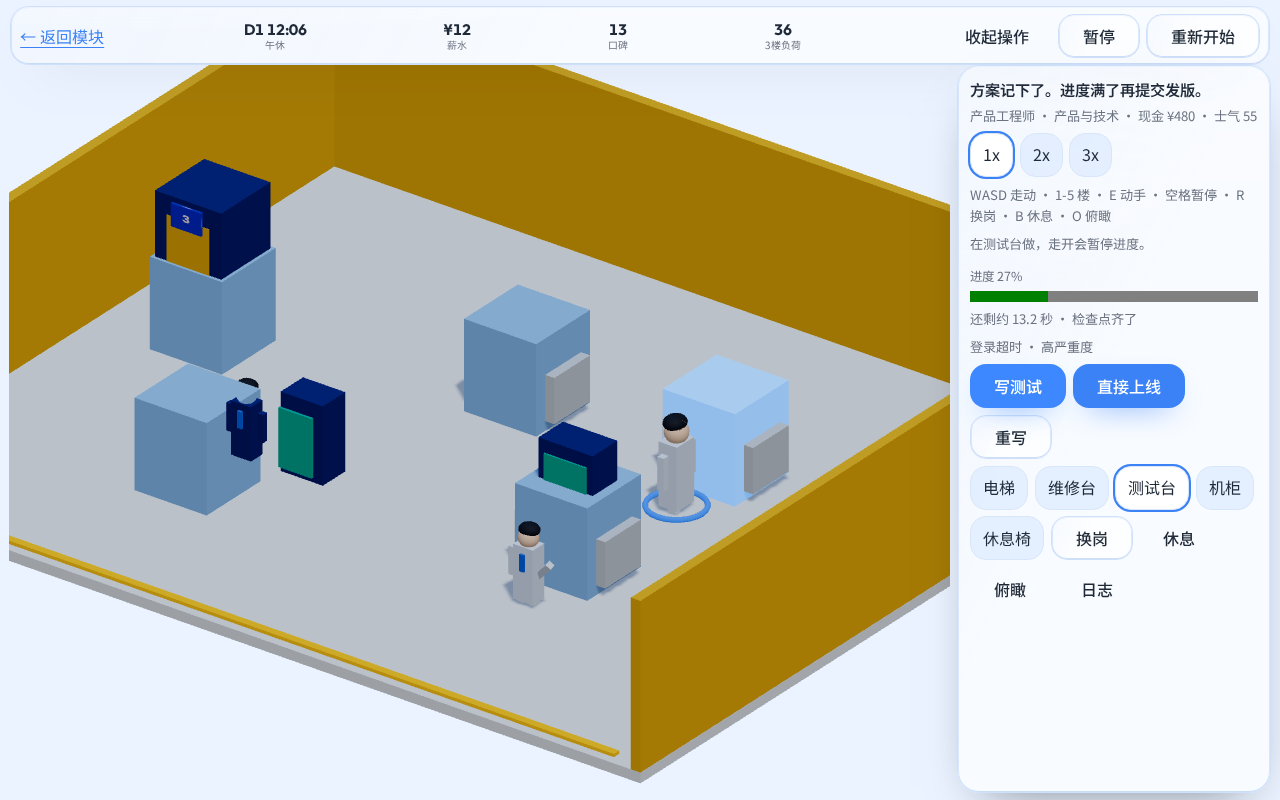 ← 返回模块
D1 12:06
午休
¥12
薪水
13
口碑
36
3楼负荷
收起操作
暂停
重新开始
3
方案记下了。进度满了再提交发版。
产品工程师 · 产品与技术 · 现金 ¥480 · 士气 55
1x 2x 3x
WASD 走动 · 1-5 楼 · E 动手 · 空格暂停 · R
换岗 · B 休息 · O 俯瞰
在测试台做，走开会暂停进度。
进度 27%
还剩约 13.2 秒 · 检查点齐了
登录超时 · 高严重度
写测试 直接上线
重写
电梯 维修台 测试台 机柜
休息椅 换岗 休息
俯瞰 日志